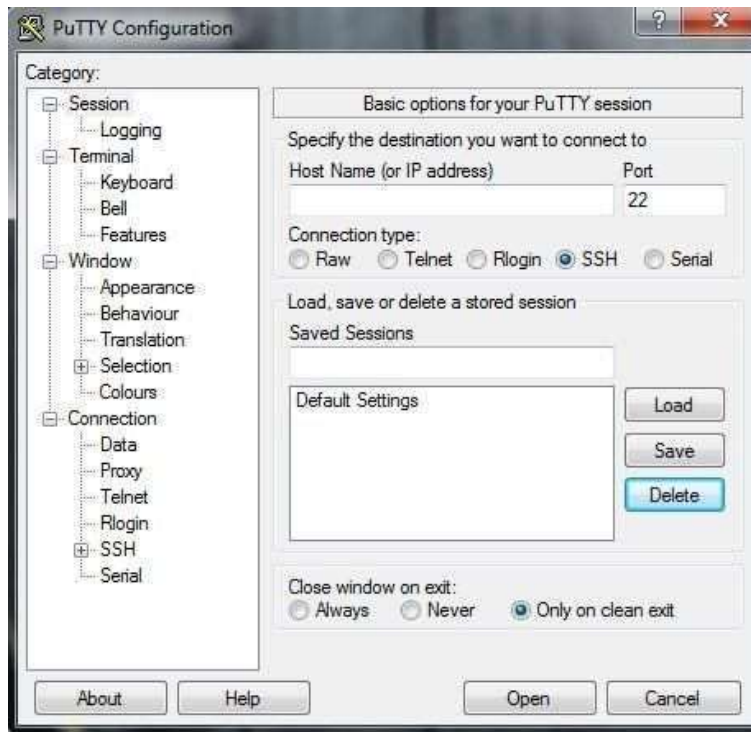 PuTTY Configuration
Category:
Session
Logging
Terminal
Keyboard
Bell
Features
Window
Appearance
Behaviour
Translation
Selection
Colours
Connection
Data
Proxy
Telnet
Rlogin
SSH
Serial
Basic options for your PuTTY session
Specify the destination you want to connect to
Host Name (or IP address) Port
22
Connection type:
Raw Telnet Rlogin SSH Serial
Load, save or delete a stored session
Saved Sessions
Default Settings
Load
Save
Delete
Close window on exit:
Always Never Only on clean exit
About Help Open Cancel